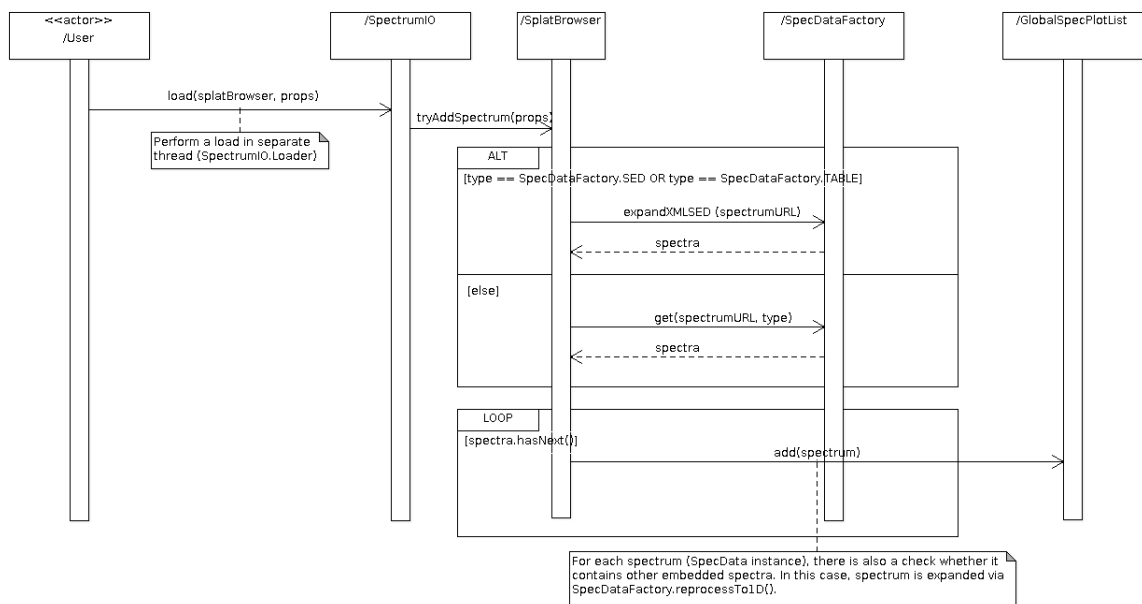 <<actor>>
/User
/SpectrumIO
/SplatBrowser
/SpecDataFactory
/GlobalSpecPlotList
load(splatBrowser, props)
tryAddSpectrum(props)
Perform a load in separate
thread (SpectrumIO.Loader)
ALT
[type == SpecDataFactory.SED OR type == SpecDataFactory.TABLE]
expandXMLSED (spectrumURL)
spectra
[else]
get(spectrumURL, type)
spectra
LOOP
[spectra.hasNext()]
add(spectrum)
For each spectrum (SpecData instance), there is also a check whether it
contains other embedded spectra. In this case, spectrum is expanded via
SpecDataFactory.reprocessTo1D().